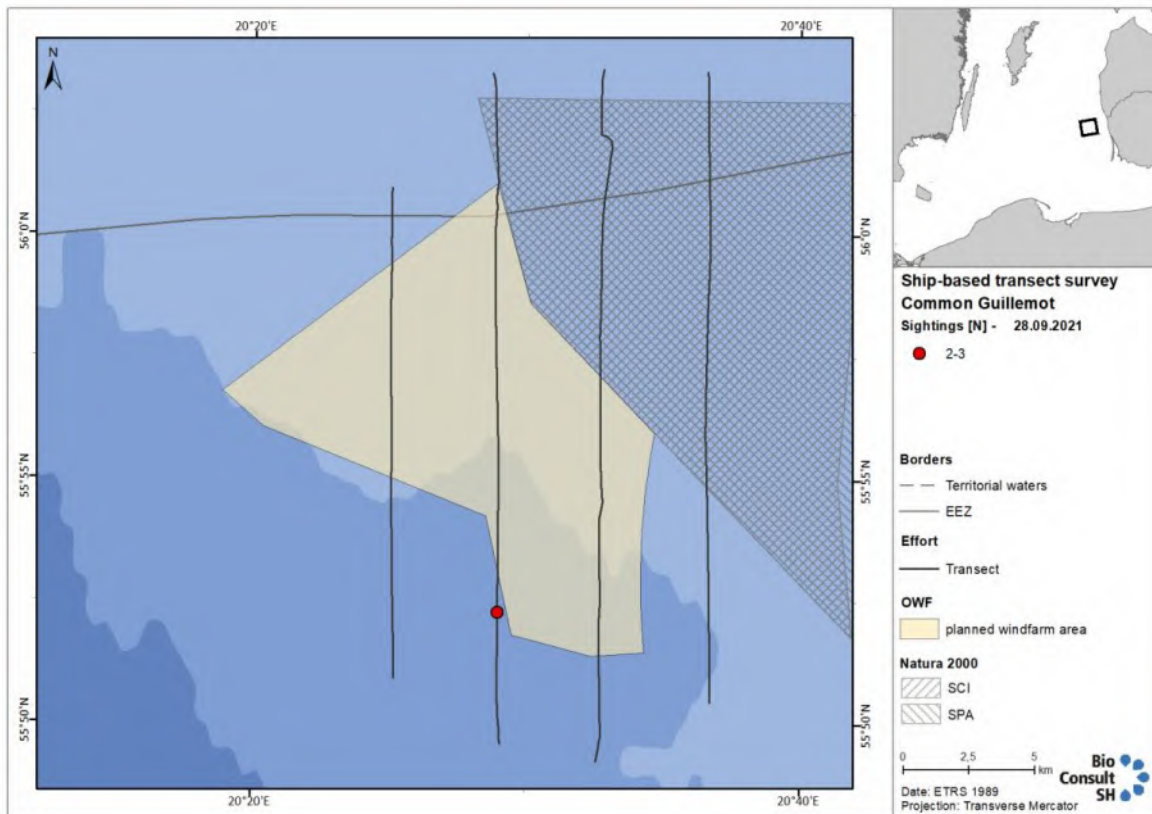 20°20'E
20°40'E
N
56°0'N
56°0'N
55°55'N
55°55'N
55°50'N
55°50'N
20°20'E
20°40'E
Ship-based transect survey
Common Guillemot
Sightings [N] - 28.09.2021
2-3
Borders
Territorial waters
EEZ
Effort
Transect
OWF
planned windfarm area
Natura 2000
SCI
SPA
0 2,5 5
km
Date: ETRS 1989
Projection: Transverse Mercator
Bio
Consult
SH